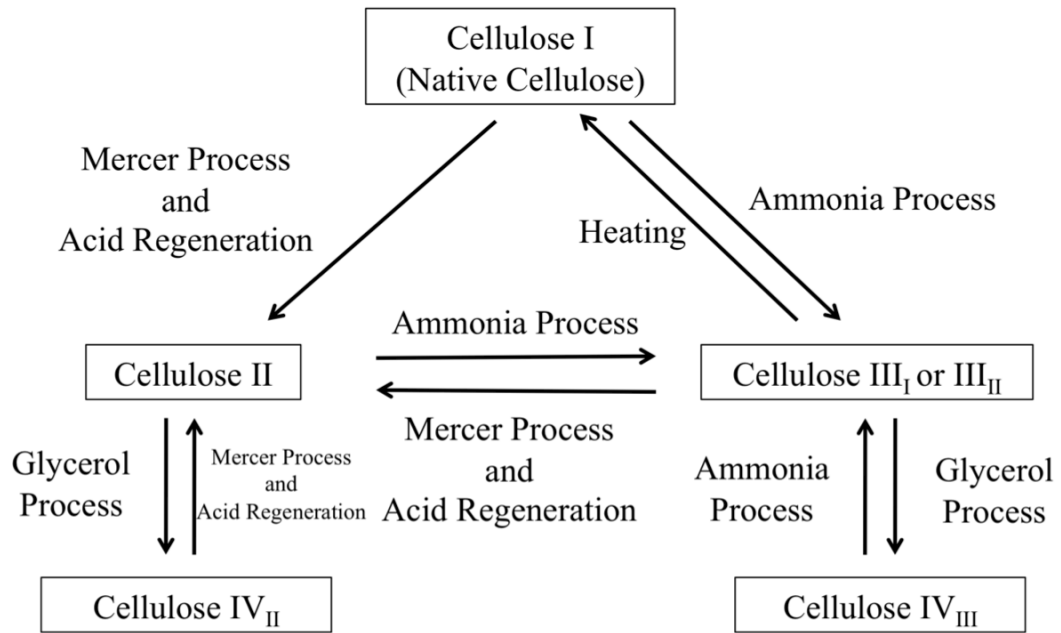 Cellulose I
(Native Cellulose)
Mercer Process
and
Acid Regeneration
Ammonia Process
Heating
Ammonia Process
Cellulose II
Cellulose III_I or III_II
Mercer Process
and
Acid Regeneration
Glycerol
Process
Mercer Process
and
Acid Regeneration
Ammonia
Process
Glycerol
Process
Cellulose IV_II
Cellulose IV_III